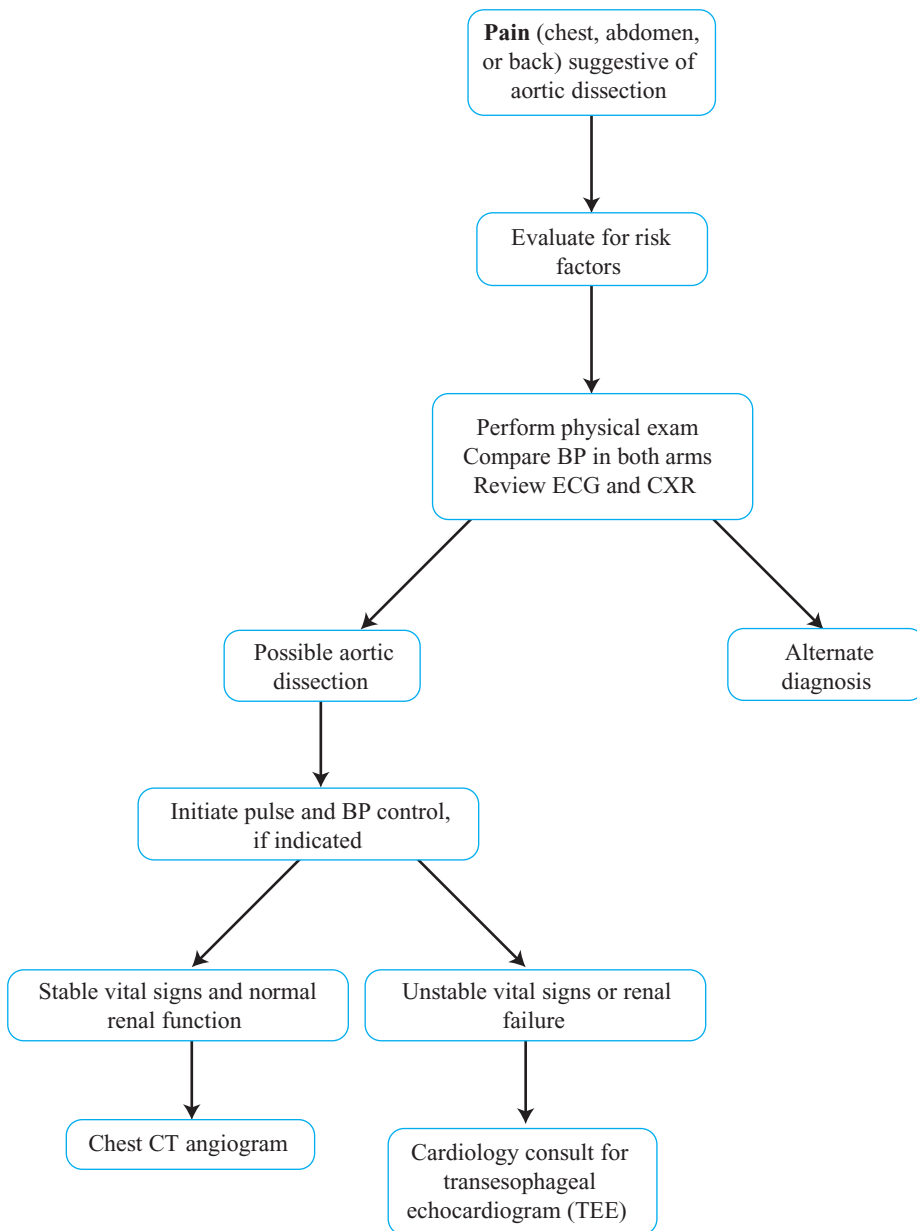 Pain (chest, abdomen,
or back) suggestive of
aortic dissection
Evaluate for risk
factors
Perform physical exam
Compare BP in both arms
Review ECG and CXR
Possible aortic
dissection
Alternate
diagnosis
Initiate pulse and BP control,
if indicated
Stable vital signs and normal
renal function
Unstable vital signs or renal
failure
Chest CT angiogram
Cardiology consult for
transesophageal
echocardiogram (TEE)